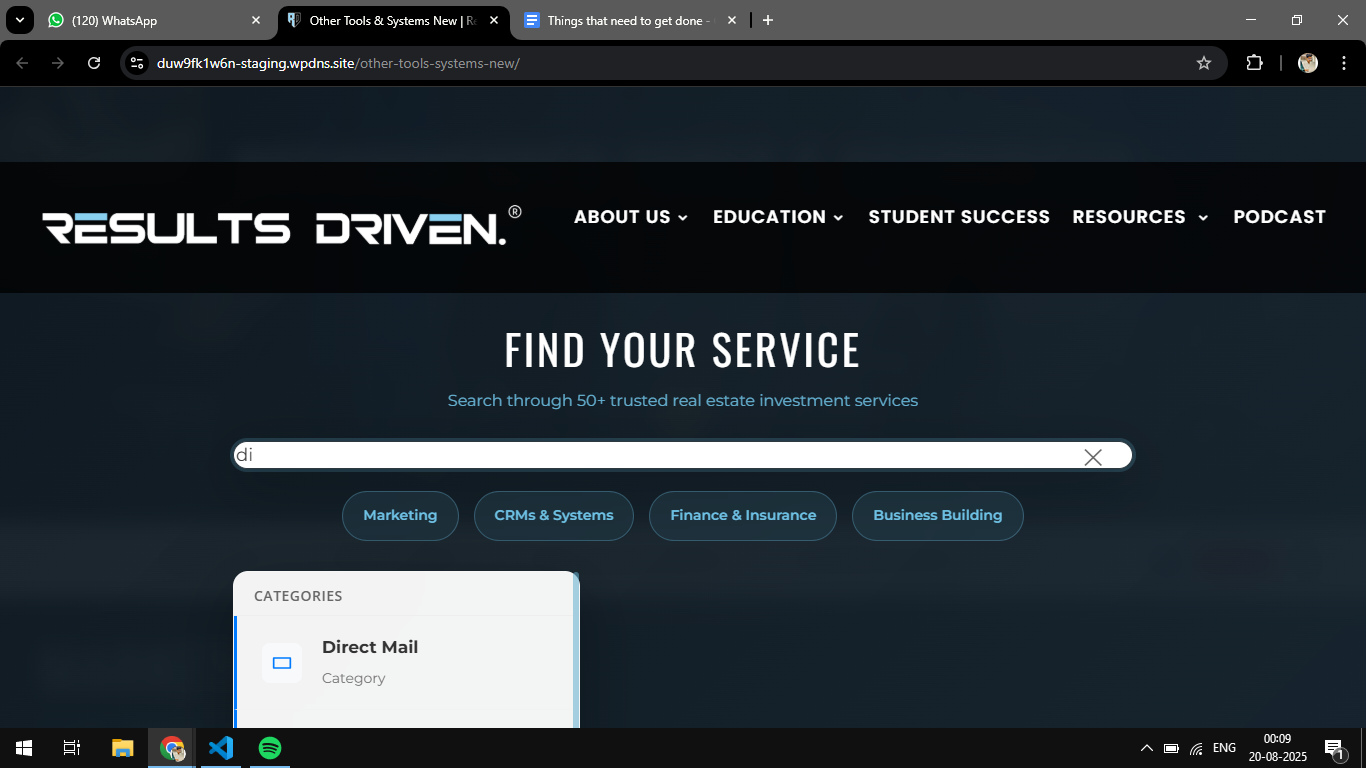 (120) WhatsApp
Other Tools & Systems New | Re
Things that need to get done -
duw9fk1w6n-staging.wpdns.site/other-tools-systems-new/
RESULTS DRIVEN.®
ABOUT US
EDUCATION
STUDENT SUCCESS
RESOURCES
PODCAST
FIND YOUR SERVICE
Search through 50+ trusted real estate investment services
di
Marketing
CRMs & Systems
Finance & Insurance
Business Building
CATEGORIES
Direct Mail
Category
ENG
00:09
20-08-2025
1